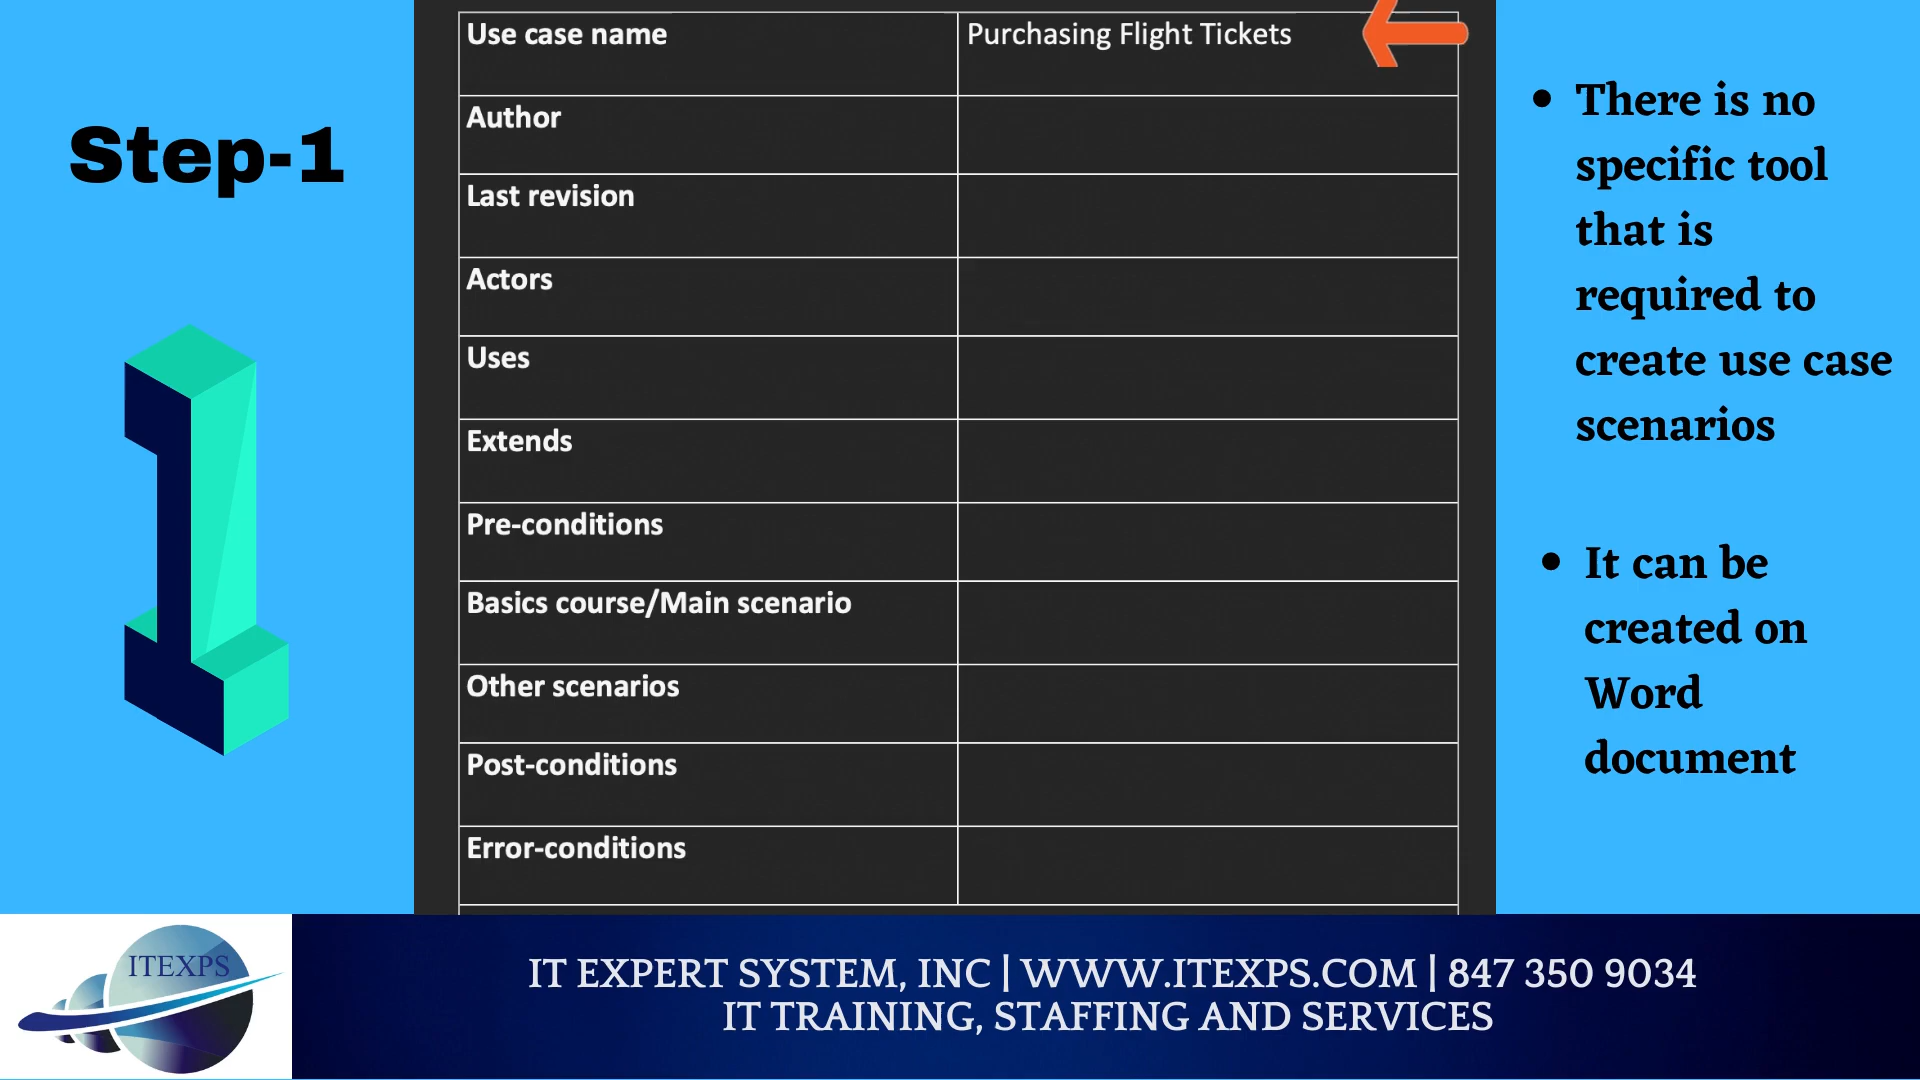 Step-1
Use case name
Purchasing Flight Tickets
Author
Last revision
Actors
Uses
Extends
Pre-conditions
Basics course/Main scenario
Other scenarios
Post-conditions
Error-conditions
• There is no
specific tool
that is
required to
create use case
scenarios
• It can be
created on
Word
document
ITEXPS
IT EXPERT SYSTEM, INC | WWW.ITEXPS.COM | 847 350 9034
IT TRAINING, STAFFING AND SERVICES